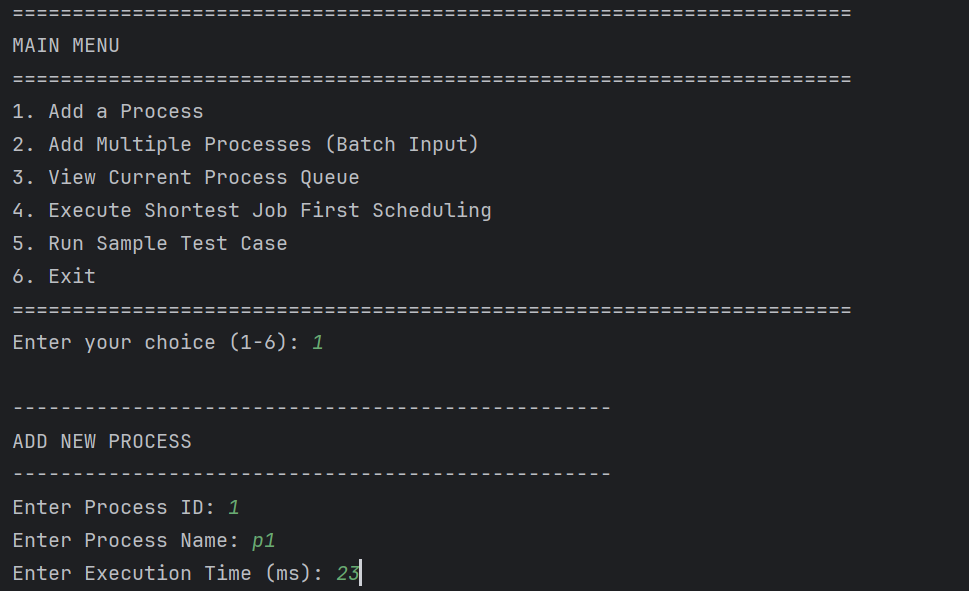 ======================================================================
MAIN MENU
======================================================================
1. Add a Process
2. Add Multiple Processes (Batch Input)
3. View Current Process Queue
4. Execute Shortest Job First Scheduling
5. Run Sample Test Case
6. Exit
======================================================================
Enter your choice (1-6): 1
--------------------------------------------------
ADD NEW PROCESS
--------------------------------------------------
Enter Process ID: 1
Enter Process Name: p1
Enter Execution Time (ms): 23